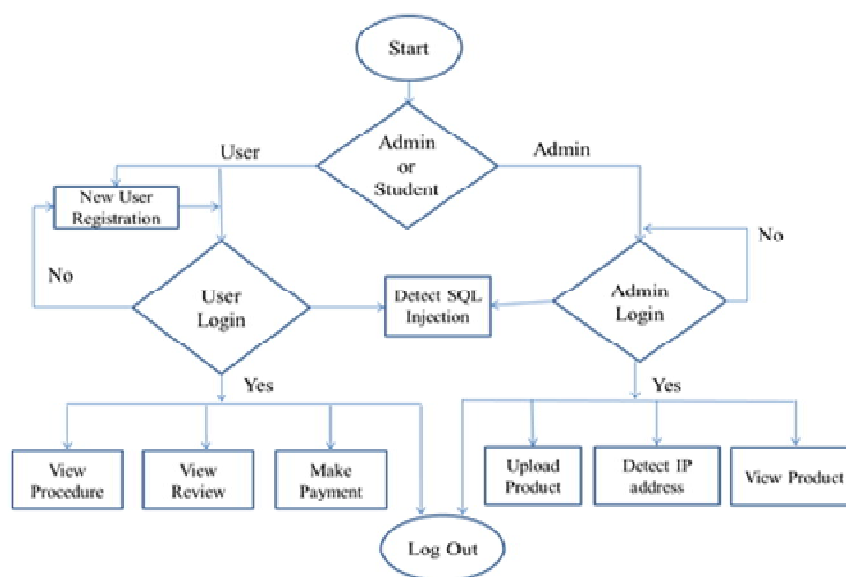 Start
Admin
or
Student
User
Admin
New User
Registration
No
No
User
Login
Detect SQL
Injection
Admin
Login
Yes
Yes
View
Procedure
View
Review
Make
Payment
Upload
Product
Detect IP
address
View Product
Log Out